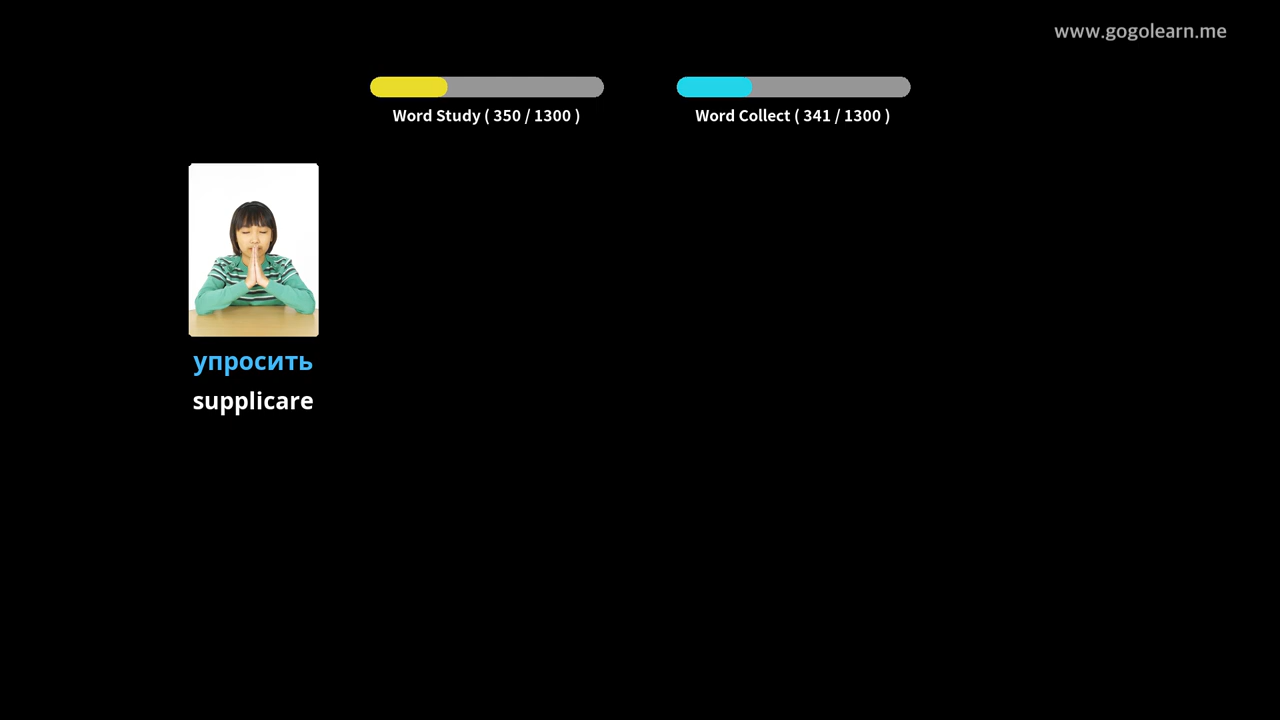 www.gogolearn.me
Word Study ( 350 / 1300 )
Word Collect ( 341 / 1300 )
упросить
supplicare